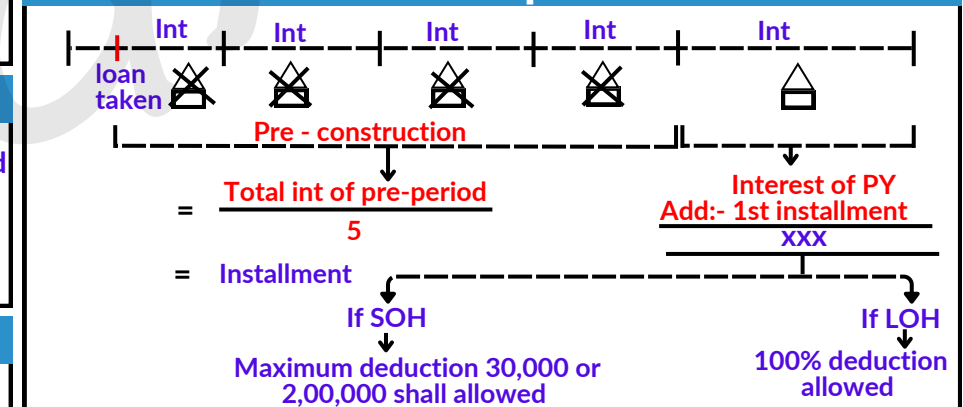 Int Int Int Int Int
loan
taken
Pre - construction
= Total int of pre-period
5
= Installment
Interest of PY
Add:- 1st installment
xxx
If SOH
Maximum deduction 30,000 or
2,00,000 shall allowed
If LOH
100% deduction
allowed